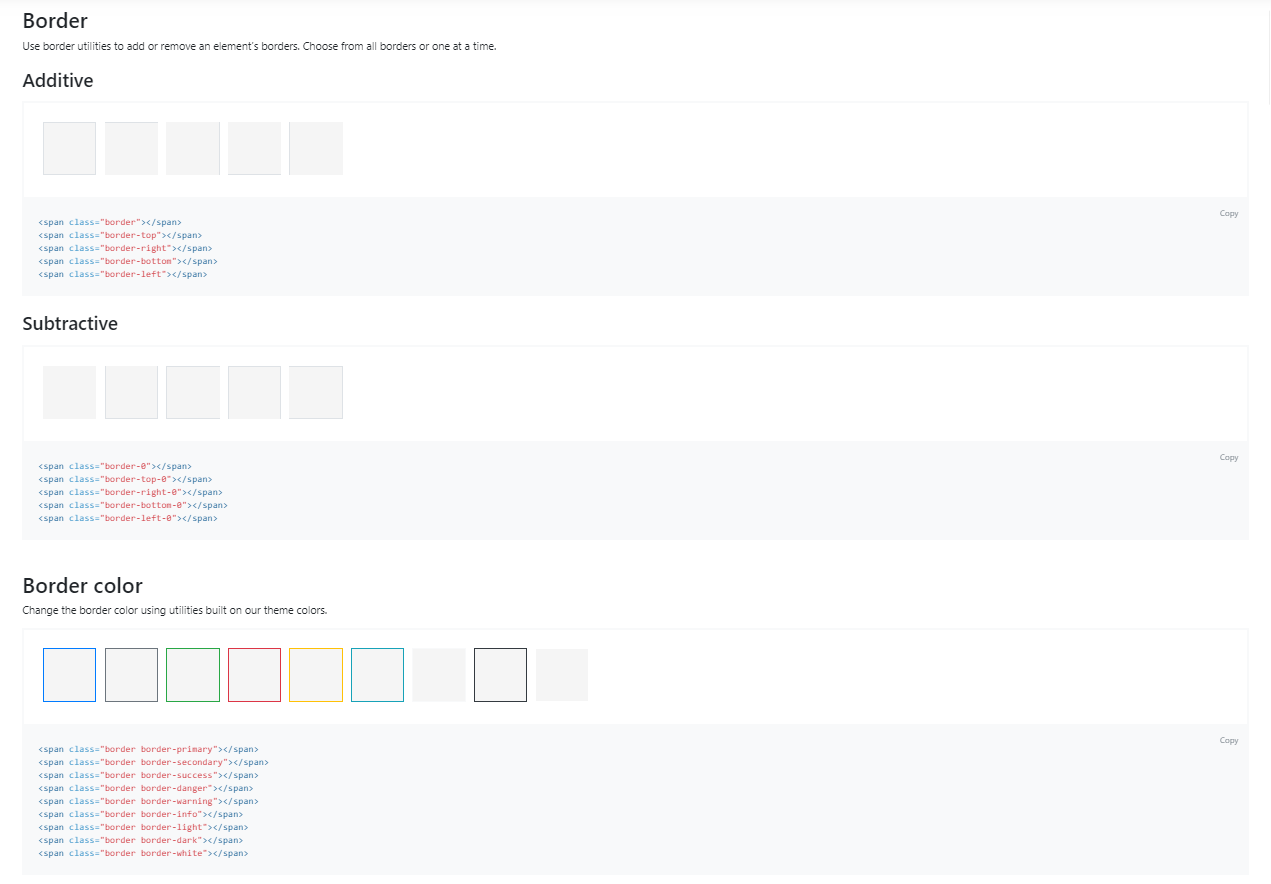 Border
Use border utilities to add or remove an element's borders. Choose from all borders or one at a time.
Additive
Copy
<span class="border"></span>
<span class="border-top"></span>
<span class="border-right"></span>
<span class="border-bottom"></span>
<span class="border-left"></span>
Subtractive
Copy
<span class="border-0"></span>
<span class="border-top-0"></span>
<span class="border-right-0"></span>
<span class="border-bottom-0"></span>
<span class="border-left-0"></span>
Border color
Change the border color using utilities built on our theme colors.
Copy
<span class="border border-primary"></span>
<span class="border border-secondary"></span>
<span class="border border-success"></span>
<span class="border border-danger"></span>
<span class="border border-warning"></span>
<span class="border border-info"></span>
<span class="border border-light"></span>
<span class="border border-dark"></span>
<span class="border border-white"></span>